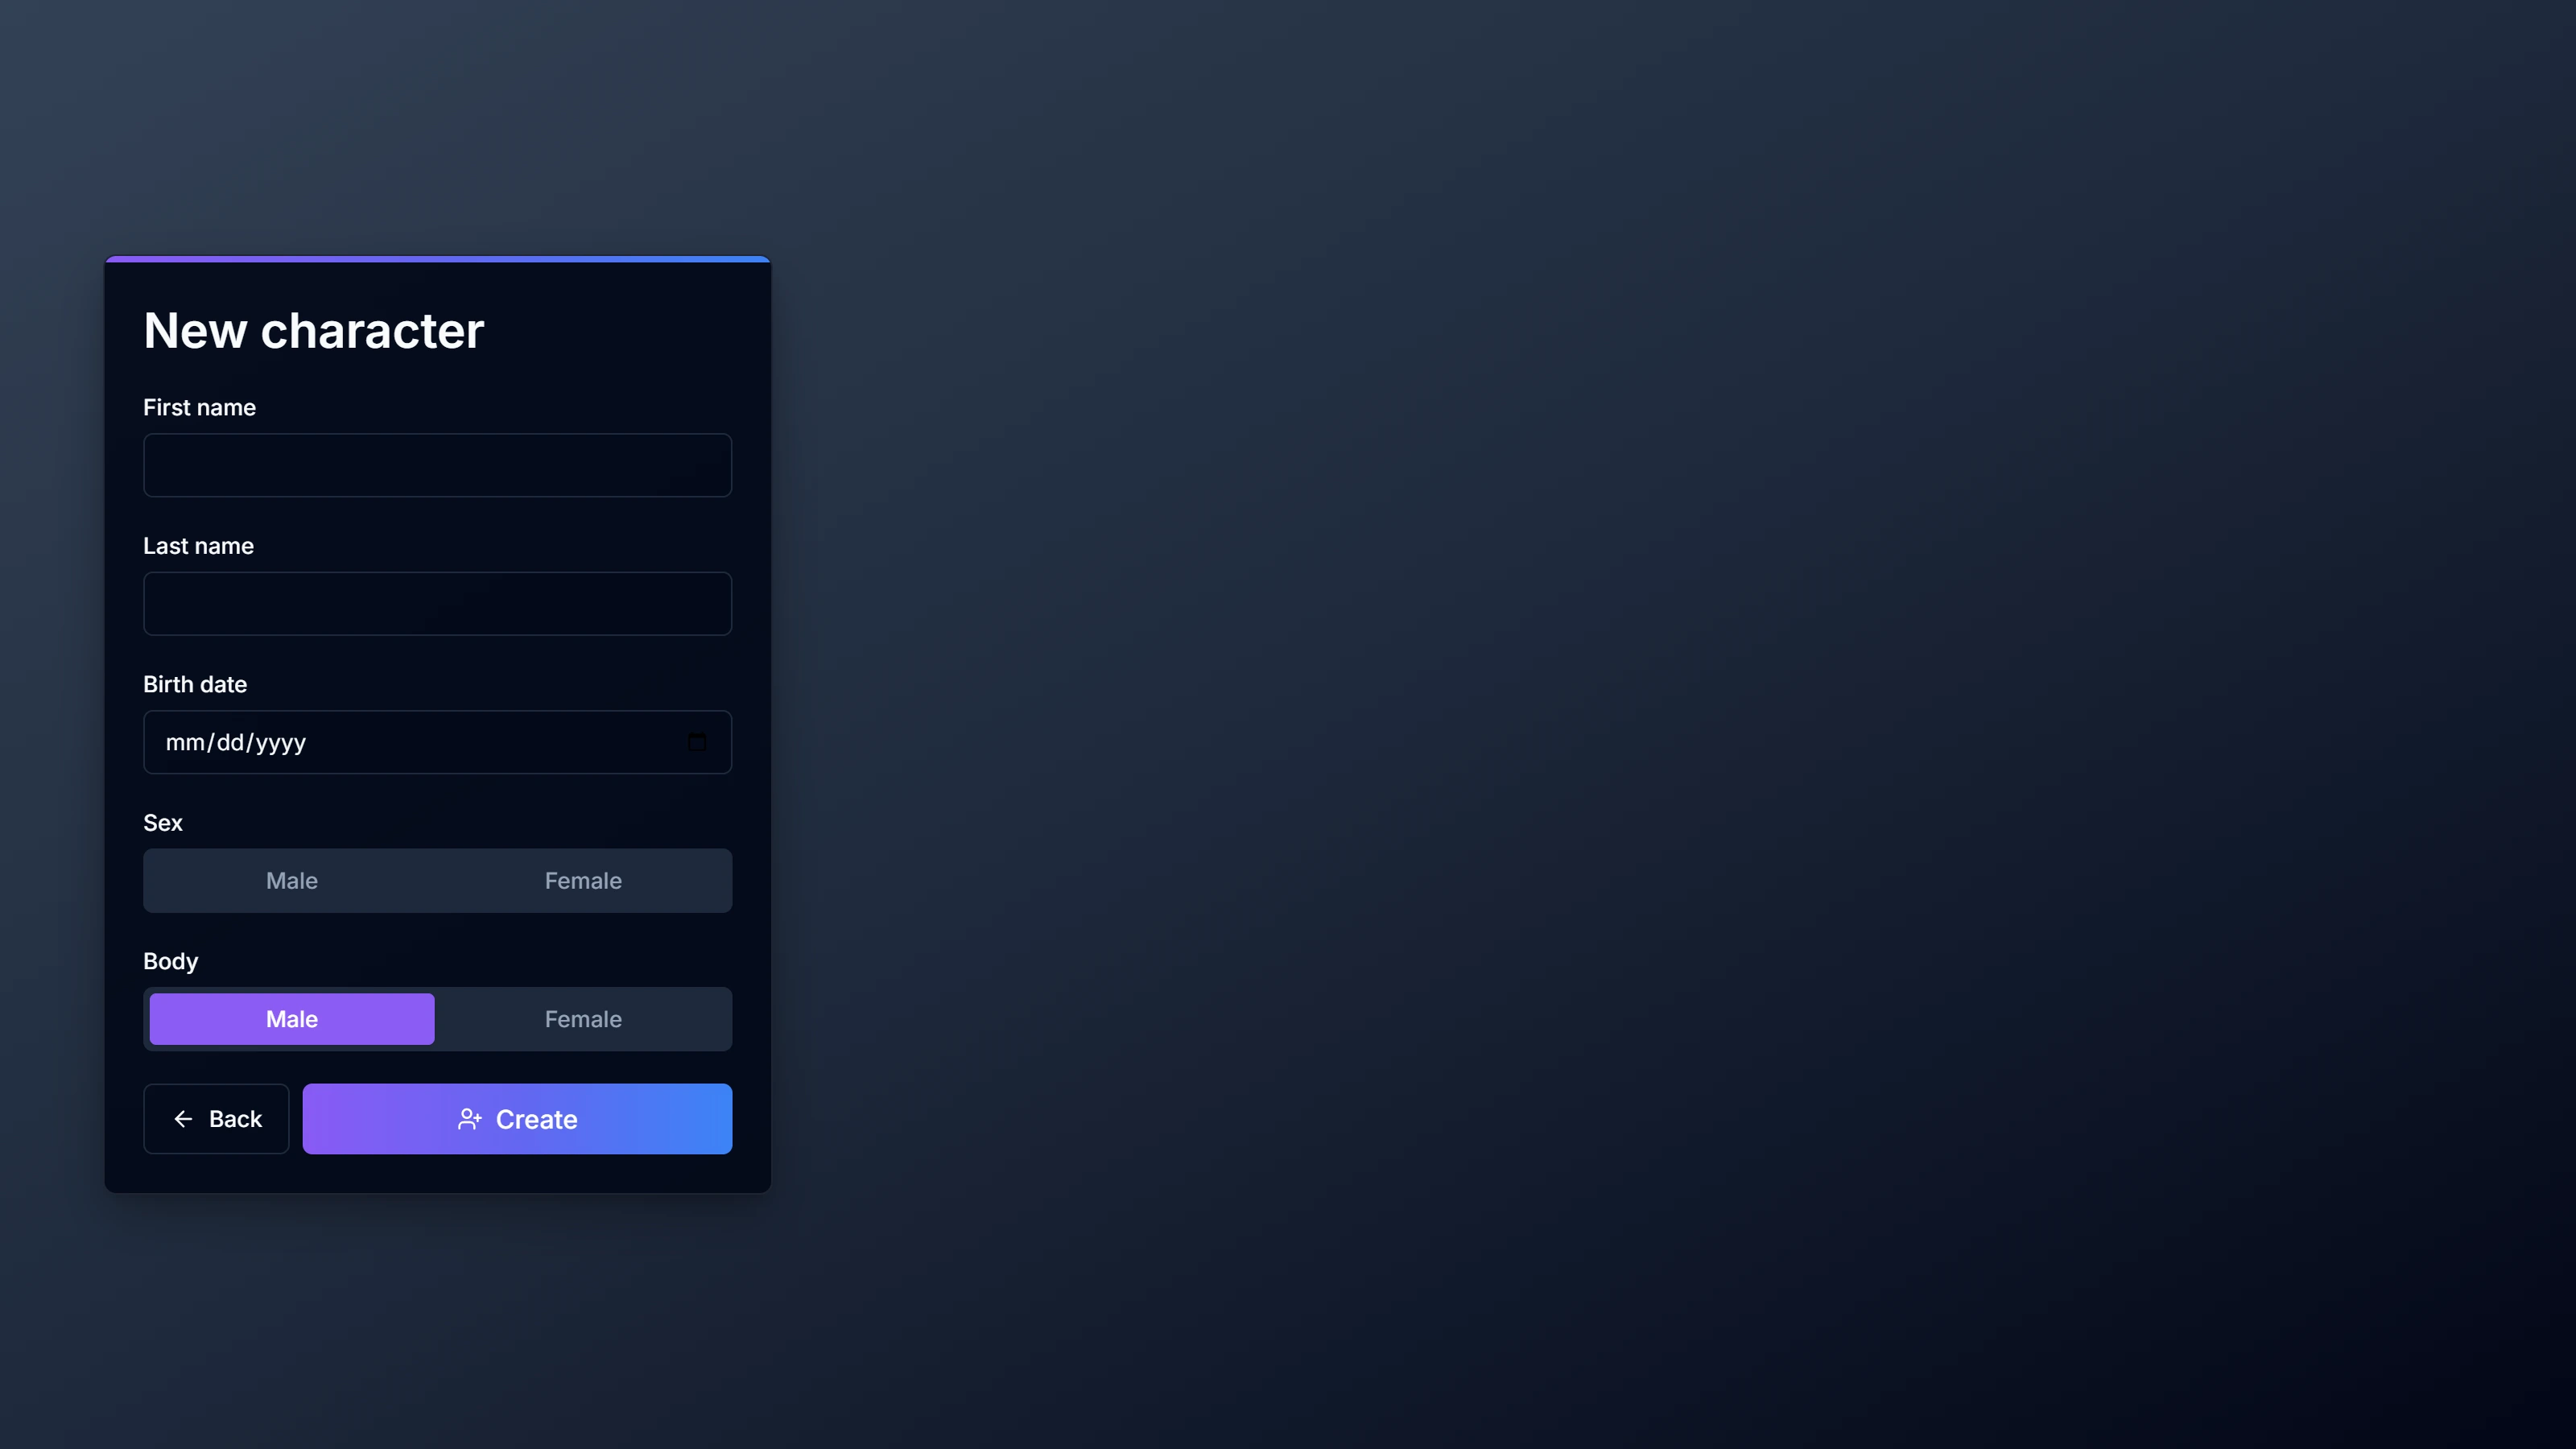 New character
First name
Last name
Birth date
mm/dd/yyyy
Sex
Male Female
Body
Male Female
Back Create